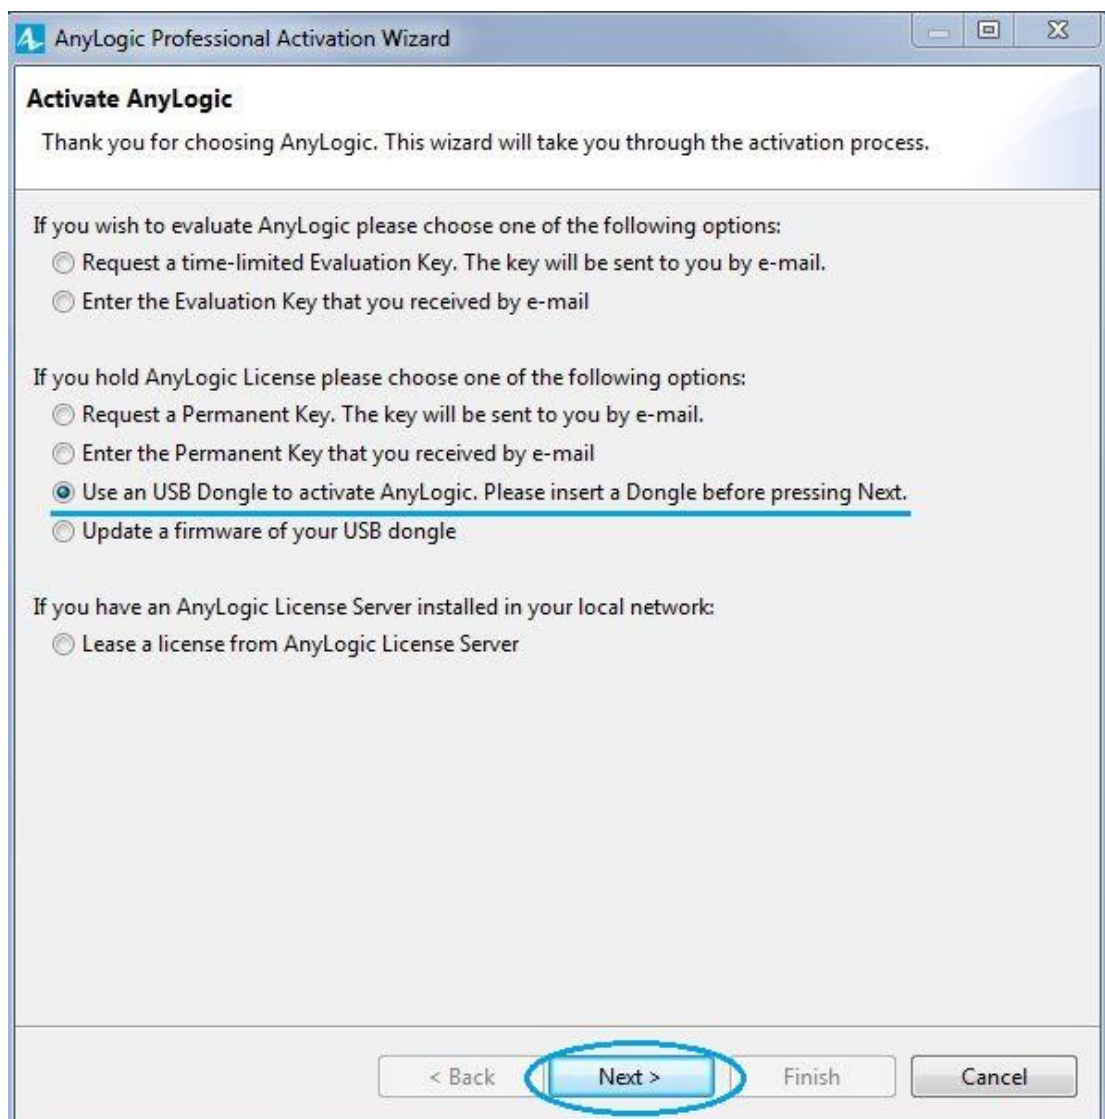 AnyLogic Professional Activation Wizard
Activate AnyLogic
Thank you for choosing AnyLogic. This wizard will take you through the activation process.
If you wish to evaluate AnyLogic please choose one of the following options:
Request a time-limited Evaluation Key. The key will be sent to you by e-mail.
Enter the Evaluation Key that you received by e-mail
If you hold AnyLogic License please choose one of the following options:
Request a Permanent Key. The key will be sent to you by e-mail.
Enter the Permanent Key that you received by e-mail
Use an USB Dongle to activate AnyLogic. Please insert a Dongle before pressing Next.
Update a firmware of your USB dongle
If you have an AnyLogic License Server installed in your local network:
Lease a license from AnyLogic License Server
< Back Next > Finish Cancel